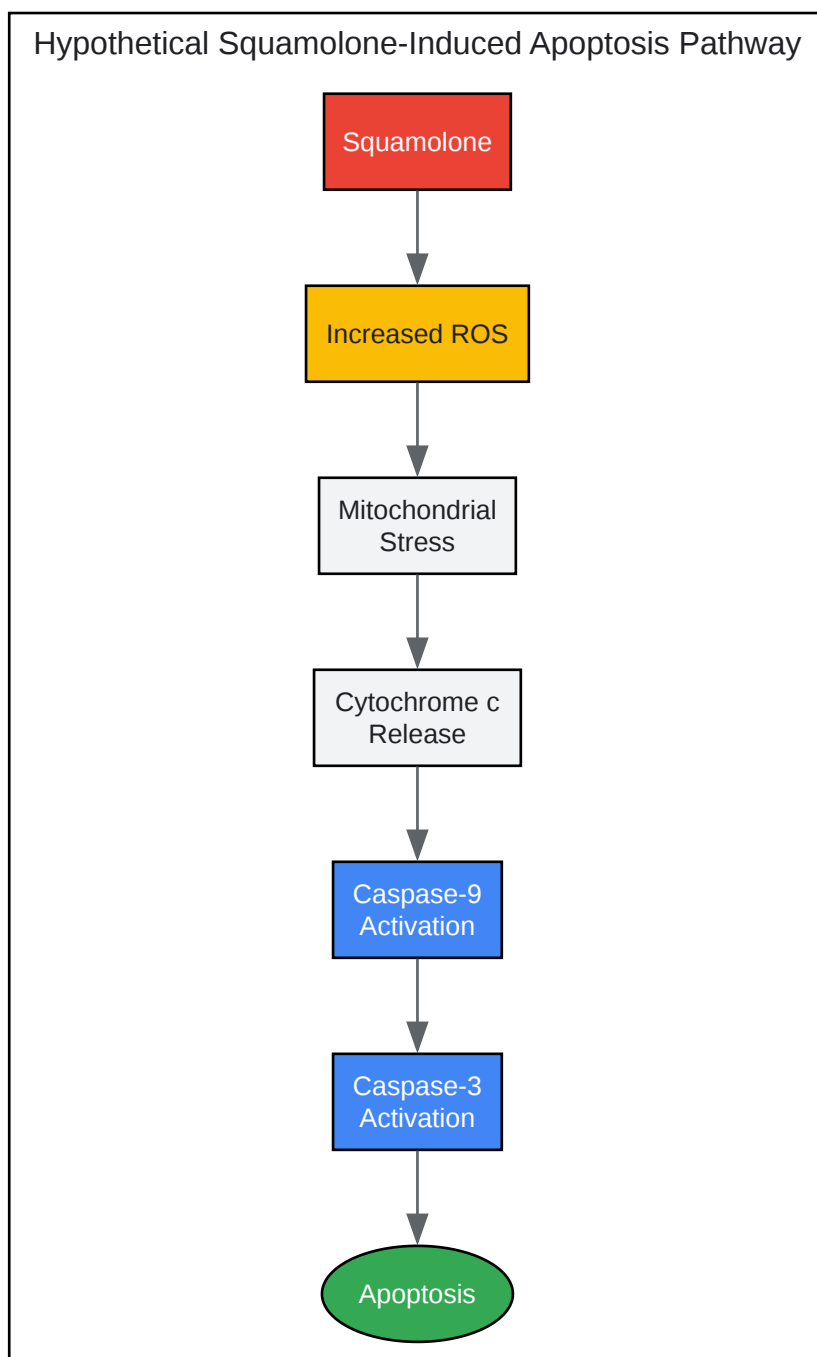 Hypothetical Squamolone-Induced Apoptosis Pathway
Squamolone
Increased ROS
Mitochondrial
Stress
Cytochrome c
Release
Caspase-9
Activation
Caspase-3
Activation
Apoptosis